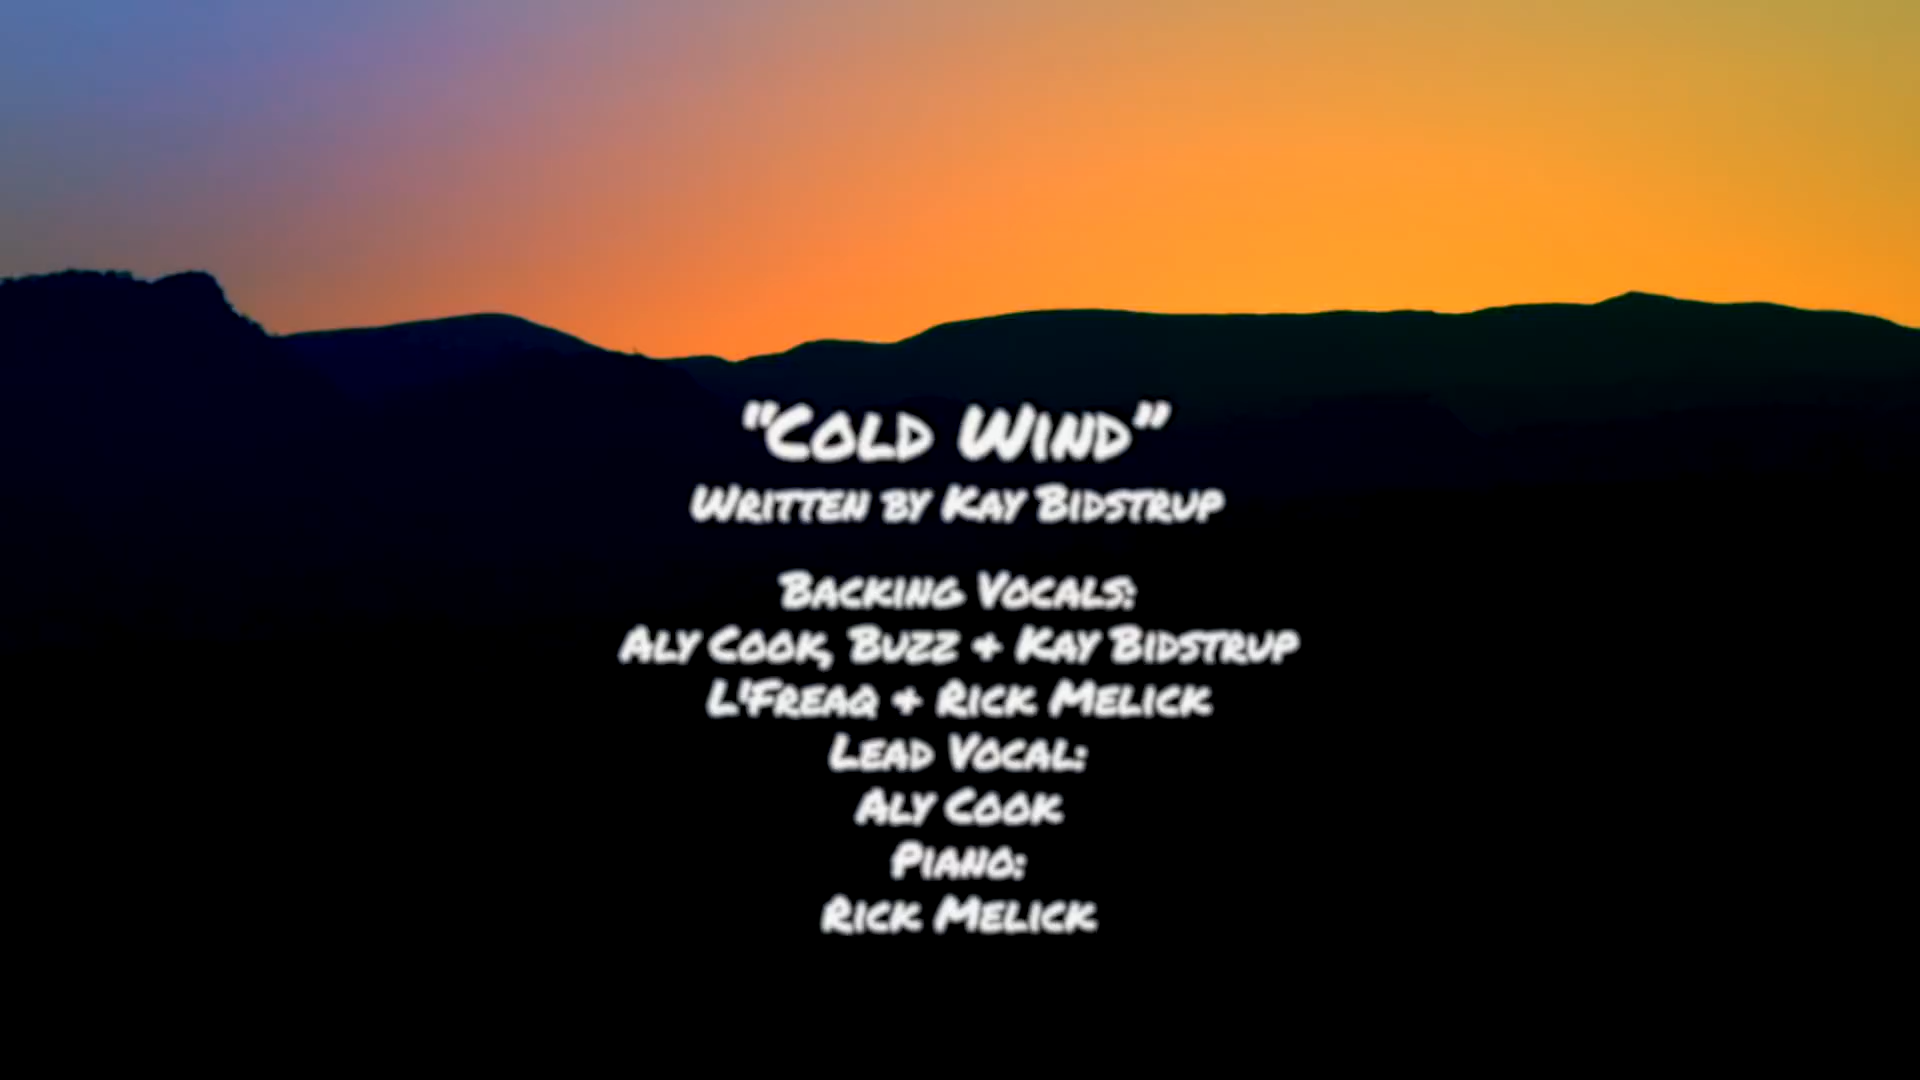 "Cold Wind"
Written by Kay Bidstrup
Backing Vocals:
Aly Cook, Buzz & Kay Bidstrup
L'Freaq & Rick Melick
Lead Vocal:
Aly Cook
Piano:
Rick Melick